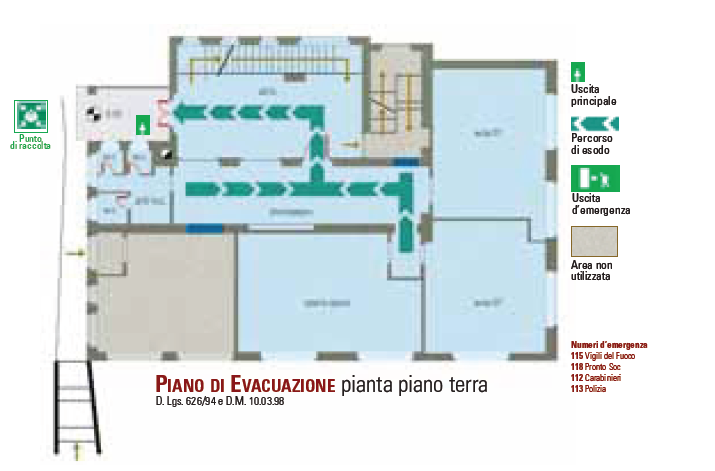 Uscita
principale
Punto
di raccolta
Percorso
di esodo
Uscita
d'emergenza
Area non
utilizzata
Numeri d'emergenza
115 Vigili del Fuoco
118 Pronto Soc
112 Carabinieri
113 Polizia
PIANO DI EVACUAZIONE pianta piano terra
D. Lgs. 626/94 e D.M. 10.03.98